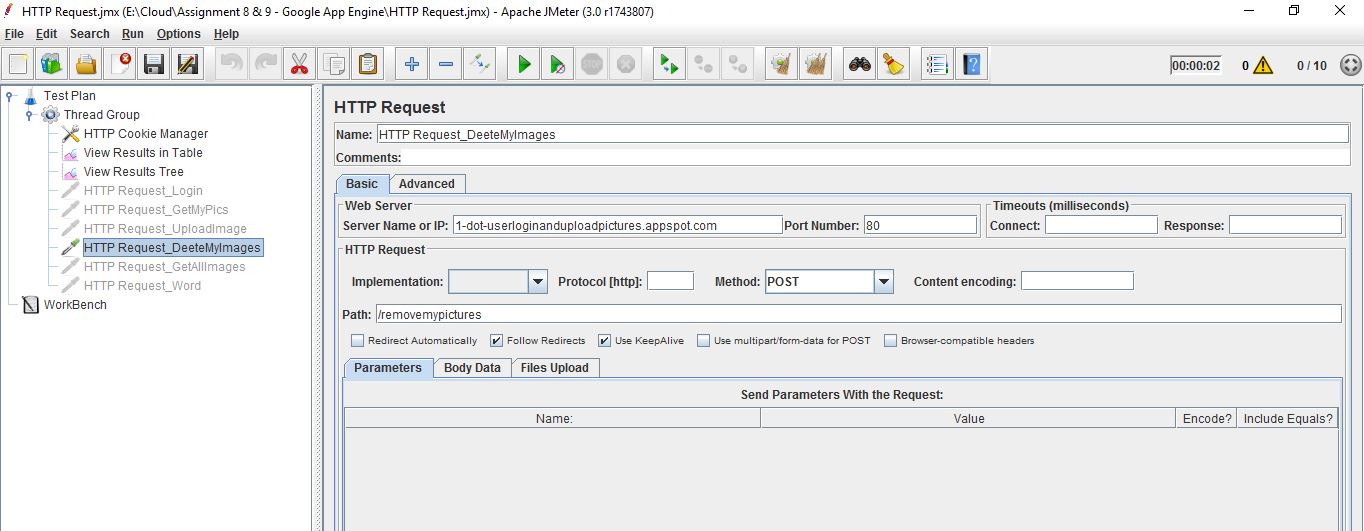 HTTP Request.jmx (E:\Cloud\Assignment 8 & 9 - Google App Engine\HTTP Request.jmx) - Apache JMeter (3.0 r1743807)
File Edit Search Run Options Help
00:00:02 0 0 / 10
Test Plan
Thread Group
HTTP Cookie Manager
View Results in Table
View Results Tree
HTTP Request_Login
HTTP Request_GetMyPics
HTTP Request_UploadImage
HTTP Request_DeeteMyImages
HTTP Request_GetAllImages
HTTP Request_Word
WorkBench
HTTP Request
Name: HTTP Request_DeeteMyImages
Comments:
Basic Advanced
Web Server Timeouts (milliseconds)
Server Name or IP: 1-dot-userloginanduploadpictures.appspot.com Port Number: 80 Connect: Response:
HTTP Request
Implementation: Protocol [http]: Method: POST Content encoding:
Path: /removemypictures
Redirect Automatically Follow Redirects Use KeepAlive Use multipart/form-data for POST Browser-compatible headers
Parameters Body Data Files Upload
Send Parameters With the Request:
Name: Value Encode? Include Equals?